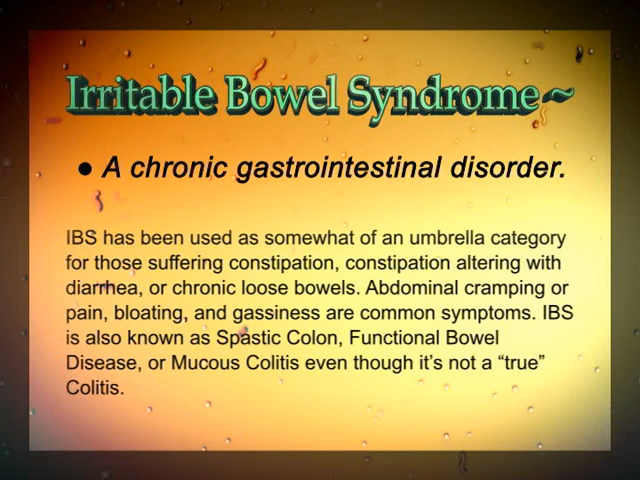 Irritable Bowel Syndrome ~
● A chronic gastrointestinal disorder.
IBS has been used as somewhat of an umbrella category
for those suffering constipation, constipation altering with
diarrhea, or chronic loose bowels. Abdominal cramping or
pain, bloating, and gassiness are common symptoms. IBS
is also known as Spastic Colon, Functional Bowel
Disease, or Mucous Colitis even though it’s not a “true”
Colitis.